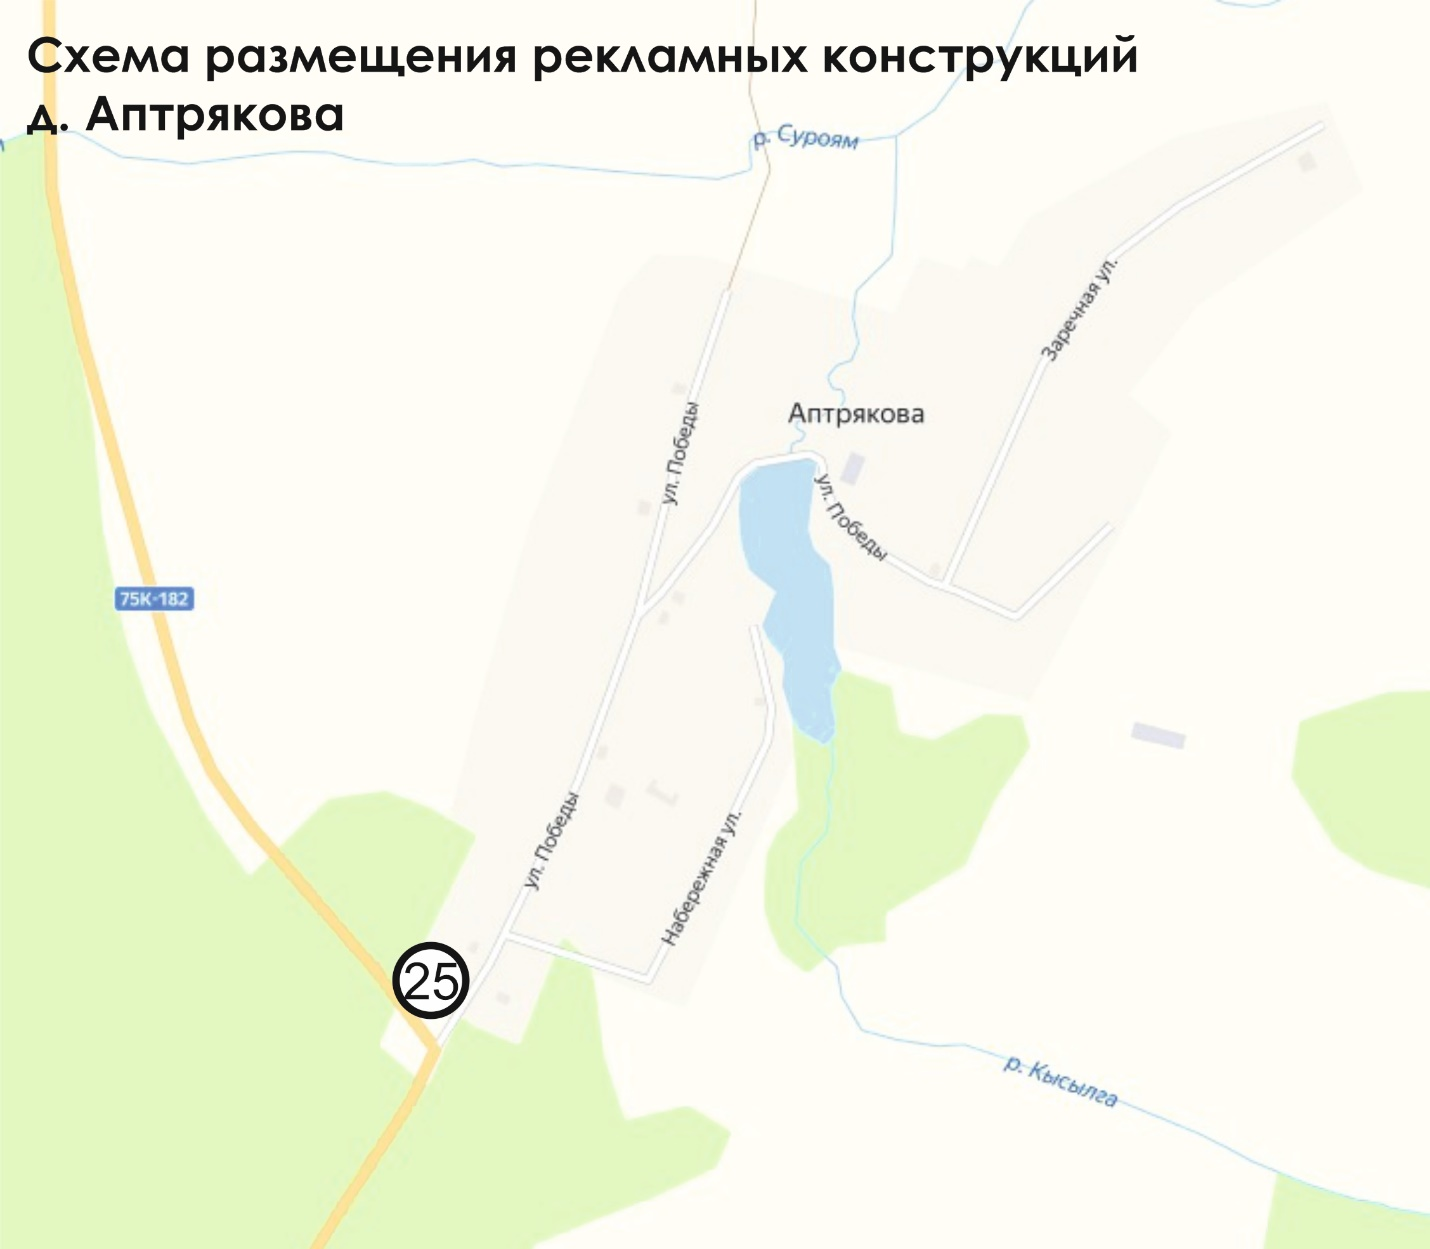 Схема размещения рекламных конструкций
д. Аптрякова
р. Суроям
Заречная ул.
ул. Победы
Аптрякова
ул. Победы
75К-182
ул. Победы
Набережная ул.
25
р. Кысылга